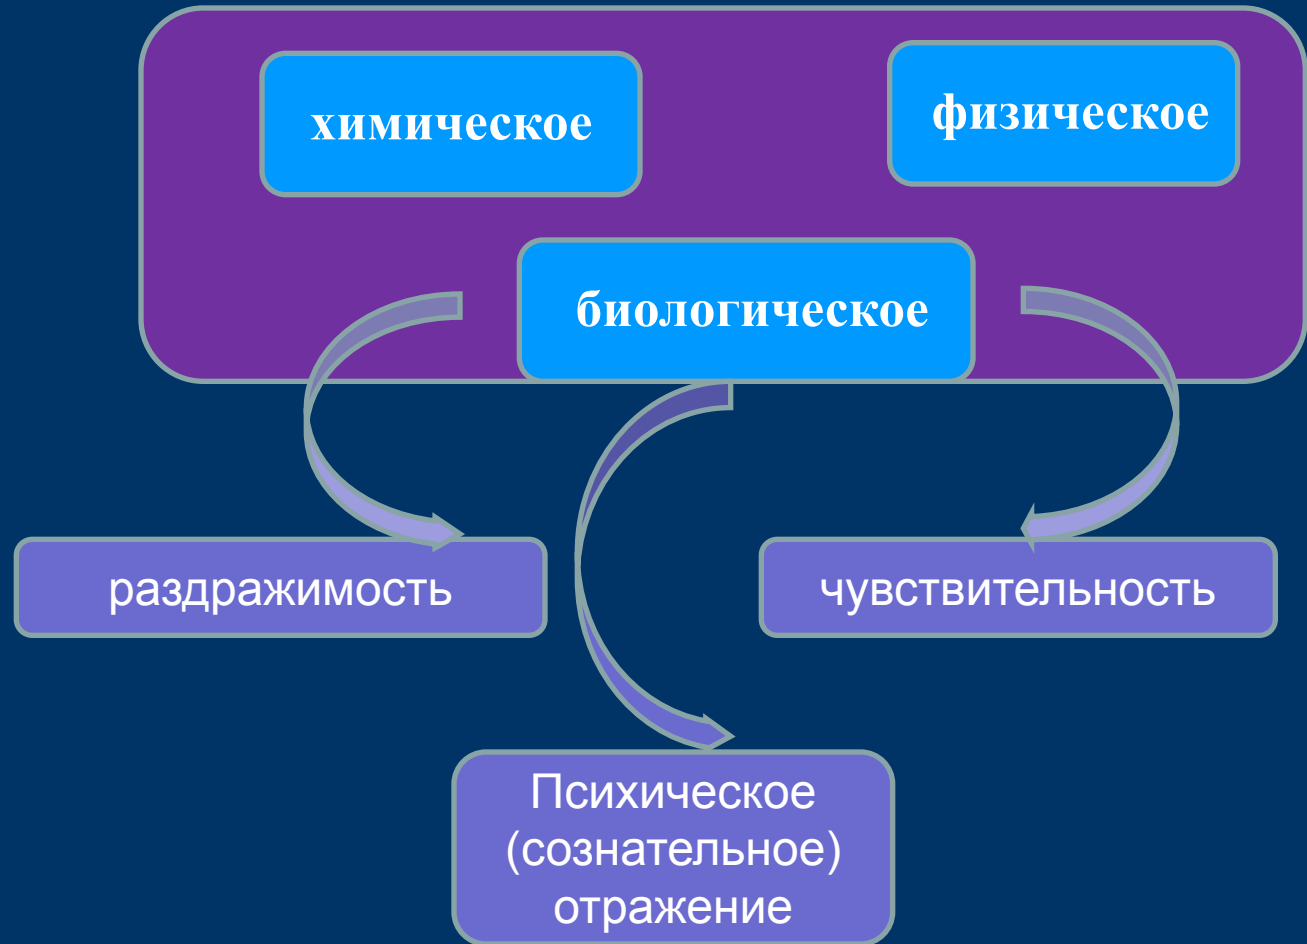 химическое
физическое
биологическое
раздражимость
чувствительность
Психическое
(сознательное)
отражение